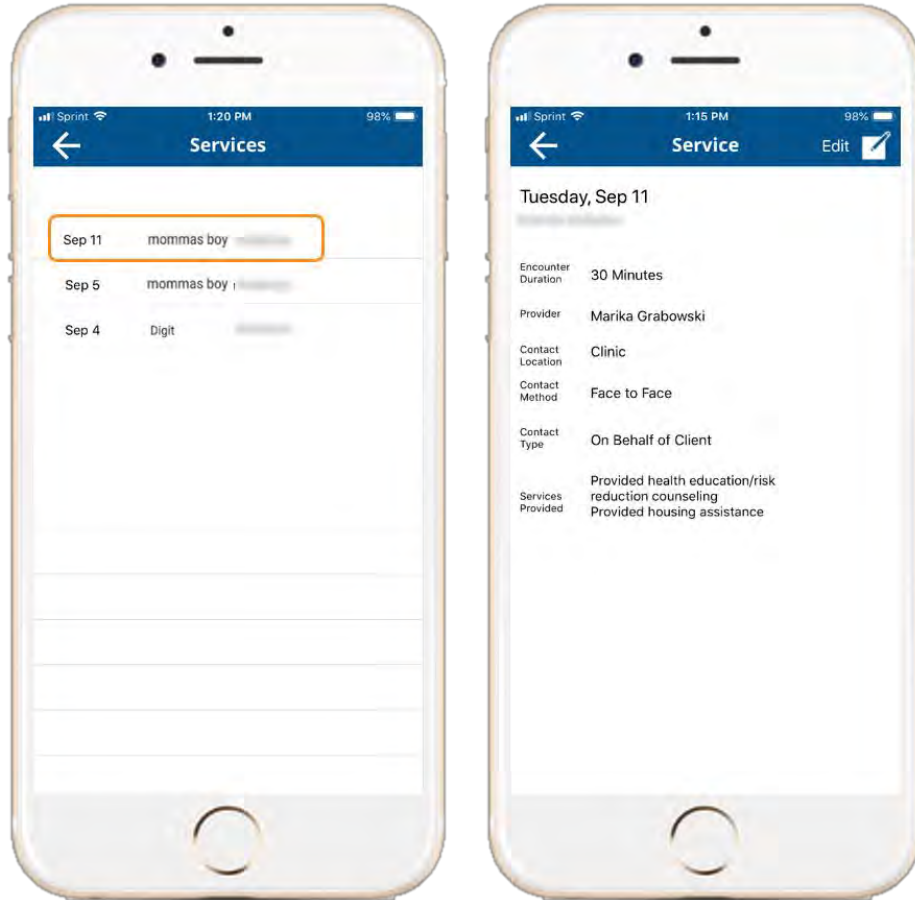 Sprint 1:20 PM 98%
Services
Sep 11 mommas boy
Sep 5 mommas boy
Sep 4 Digit
Sprint 1:15 PM 98%
Service Edit
Tuesday, Sep 11
Encounter
Duration 30 Minutes
Provider Marika Grabowski
Contact
Location Clinic
Contact
Method Face to Face
Contact
Type On Behalf of Client
Services
Provided
Provided health education/risk
reduction counseling
Provided housing assistance